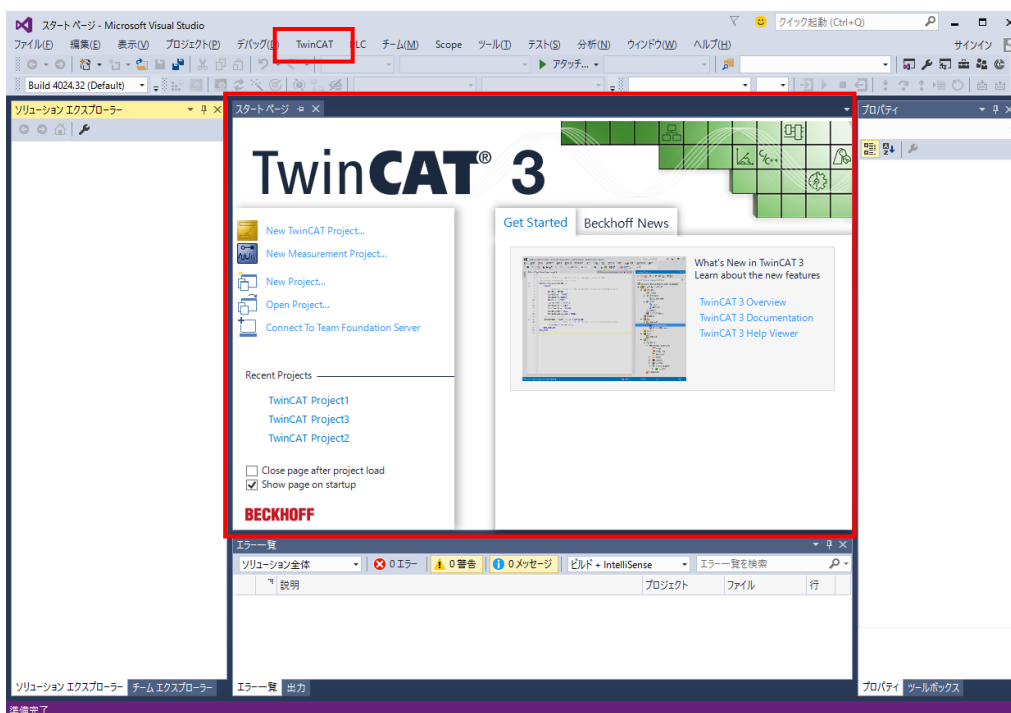 スタート ページ - Microsoft Visual Studio
クイック起動 (Ctrl+Q)
ファイル(F) 編集(E) 表示(V) プロジェクト(P) デバッグ(D) TwinCAT PLC チーム(M) Scope ツール(T) テスト(S) 分析(N) ウィンドウ(W) ヘルプ(H)
サインイン
アタッチ...
Build 4024.32 (Default)
ソリューション エクスプローラー
スタート ページ
プロパティ
TwinCAT® 3
New TwinCAT Project...
New Measurement Project...
New Project...
Open Project...
Connect To Team Foundation Server
Recent Projects
TwinCAT Project1
TwinCAT Project3
TwinCAT Project2
Close page after project load
Show page on startup
BECKHOFF
Get Started Beckhoff News
What's New in TwinCAT 3
Learn about the new features
TwinCAT 3 Overview
TwinCAT 3 Documentation
TwinCAT 3 Help Viewer
エラー一覧
ソリューション全体 0 エラー 0 警告 0 メッセージ ビルド + IntelliSense エラー一覧を検索
説明 プロジェクト ファイル 行
ソリューション エクスプローラー チーム エクスプローラー
エラー一覧 出力
プロパティ ツールボックス
準備完了